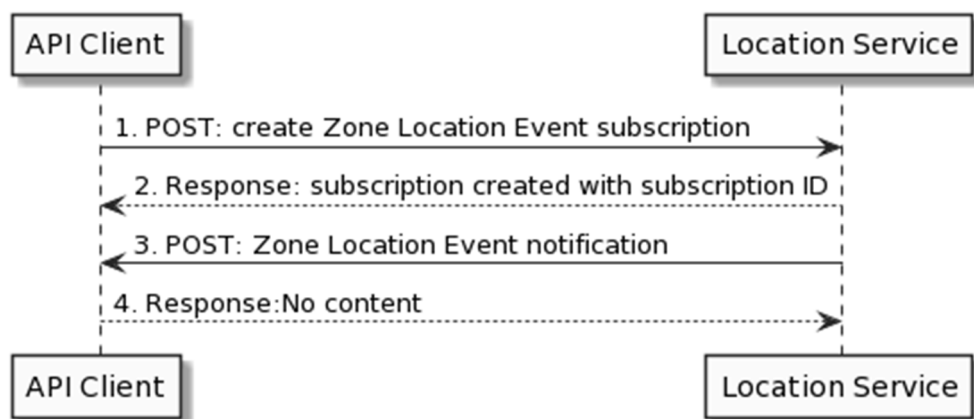 API Client
Location Service
1. POST: create Zone Location Event subscription
2. Response: subscription created with subscription ID
3. POST: Zone Location Event notification
4. Response:No content
API Client
Location Service